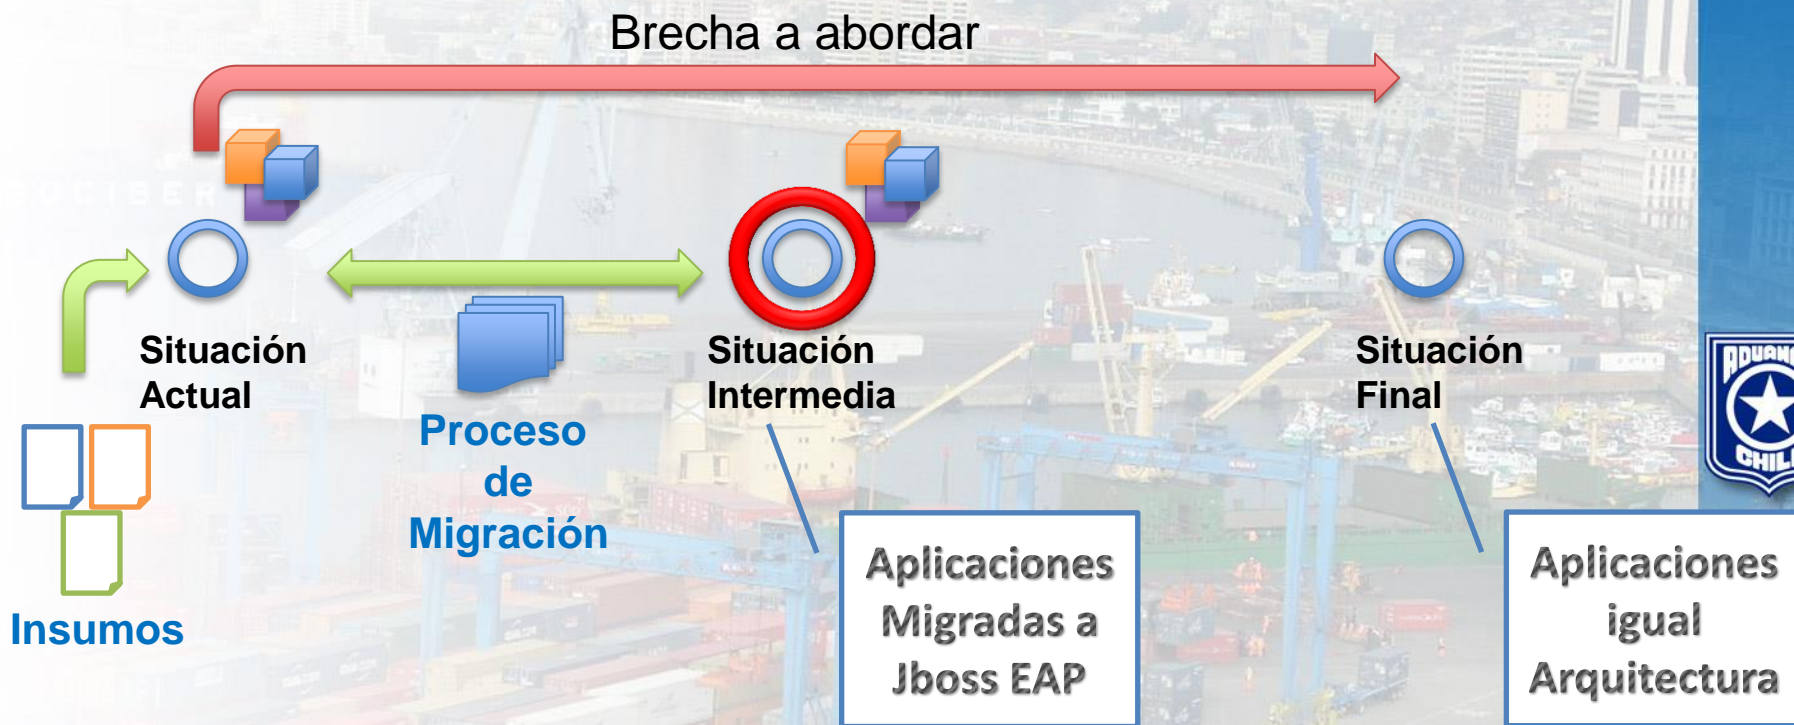 Brecha a abordar
Situación
Actual
Situación
Intermedia
Situación
Final
Proceso
de
Migración
Insumos
Aplicaciones
Migradas a
Jboss EAP
Aplicaciones
igual
Arquitectura